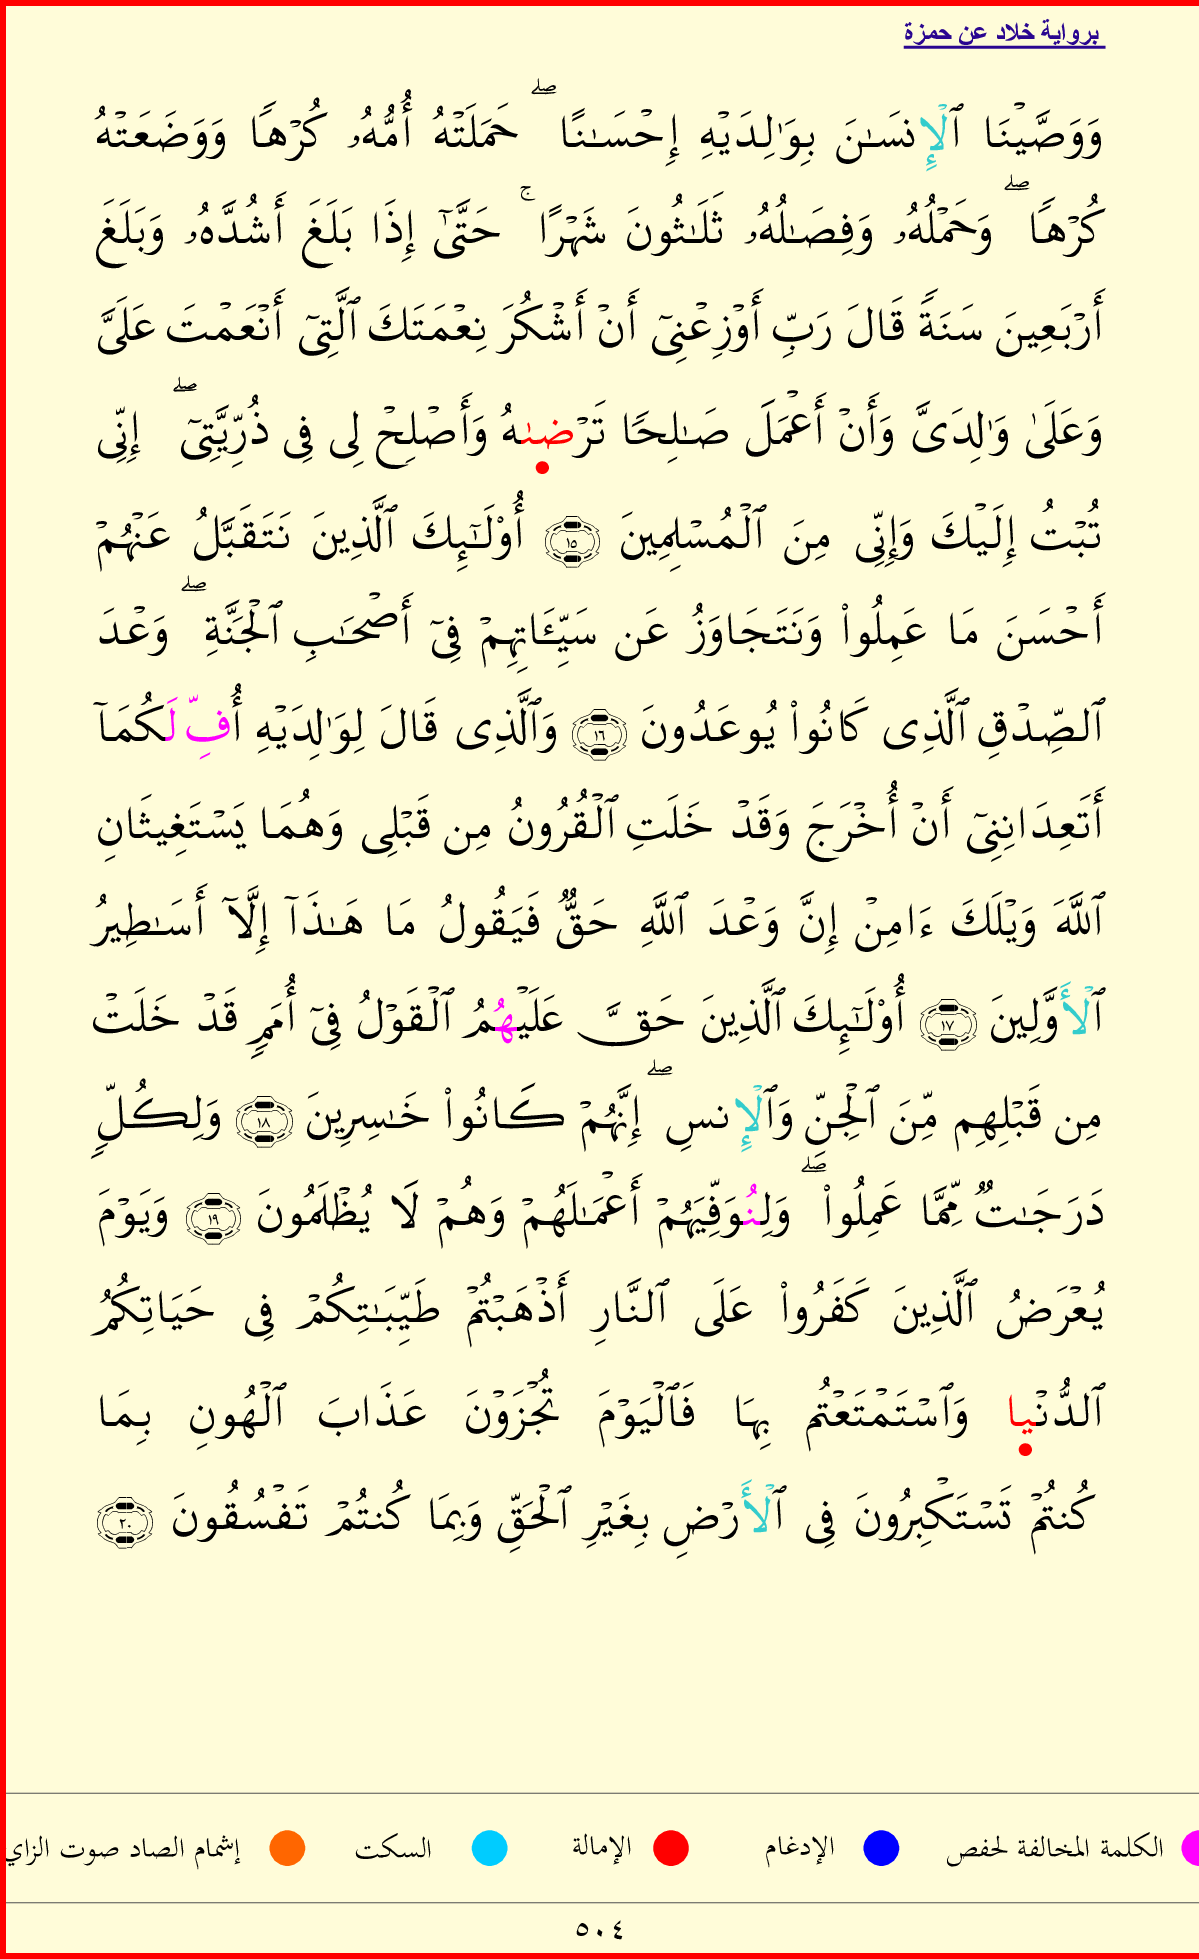 برواية خلاد عن حمزة
وَوَصَّيْنَا ٱلْإِنسَـٰنَ بِوَٰلِدَيْهِ إِحْسَـٰنًا ۖ حَمَلَتْهُ أُمُّهُۥ كُرْهًا وَوَضَعَتْهُ
كُرْهًا ۖ وَحَمْلُهُۥ وَفِصَـٰلُهُۥ ثَلَـٰثُونَ شَهْرًا ۚ حَتَّىٰٓ إِذَا بَلَغَ أَشُدَّهُۥ وَبَلَغَ
أَرْبَعِينَ سَنَةً قَالَ رَبِّ أَوْزِعْنِىٓ أَنْ أَشْكُرَ نِعْمَتَكَ ٱلَّتِىٓ أَنْعَمْتَ عَلَىَّ
وَعَلَىٰ وَٰلِدَىَّ وَأَنْ أَعْمَلَ صَـٰلِحًا تَرْضَىٰهُ وَأَصْلِحْ لِى فِى ذُرِّيَّتِىٓ ۖ إِنِّى
تُبْتُ إِلَيْكَ وَإِنِّى مِنَ ٱلْمُسْلِمِينَ ١٥ أُو۟لَـٰٓئِكَ ٱلَّذِينَ نَتَقَبَّلُ عَنْهُمْ
أَحْسَنَ مَا عَمِلُوا۟ وَنَتَجَاوَزُ عَن سَيِّـَٔاتِهِمْ فِىٓ أَصْحَـٰبِ ٱلْجَنَّةِ ۖ وَعْدَ
ٱلصِّدْقِ ٱلَّذِى كَانُوا۟ يُوعَدُونَ ١٦ وَٱلَّذِى قَالَ لِوَٰلِدَيْهِ أُفِّ لَكُمَآ
أَتَعِدَانِنِىٓ أَنْ أُخْرَجَ وَقَدْ خَلَتِ ٱلْقُرُونُ مِن قَبْلِى وَهُمَا يَسْتَغِيثَانِ
ٱللَّهَ وَيْلَكَ ءَامِنْ إِنَّ وَعْدَ ٱللَّهِ حَقٌّ فَيَقُولُ مَا هَـٰذَآ إِلَّآ أَسَـٰطِيرُ
ٱلْأَوَّلِينَ ١٧ أُو۟لَـٰٓئِكَ ٱلَّذِينَ حَقَّ عَلَيْهُمُ ٱلْقَوْلُ فِىٓ أُمَمٍ قَدْ خَلَتْ
مِن قَبْلِهِم مِّنَ ٱلْجِنِّ وَٱلْإِنسِ ۖ إِنَّهُمْ كَانُوا۟ خَـٰسِرِينَ ١٨ وَلِكُلٍّ
دَرَجَـٰتٌ مِّمَّا عَمِلُوا۟ ۖ وَلِنُوَفِّيَهُمْ أَعْمَـٰلَهُمْ وَهُمْ لَا يُظْلَمُونَ ١٩ وَيَوْمَ
يُعْرَضُ ٱلَّذِينَ كَفَرُوا۟ عَلَى ٱلنَّارِ أَذْهَبْتُمْ طَيِّبَـٰتِكُمْ فِى حَيَاتِكُمُ
ٱلدُّنْيا وَٱسْتَمْتَعْتُم بِهَا فَٱلْيَوْمَ تُجْزَوْنَ عَذَابَ ٱلْهُونِ بِمَا
كُنتُمْ تَسْتَكْبِرُونَ فِى ٱلْأَرْضِ بِغَيْرِ ٱلْحَقِّ وَبِمَا كُنتُمْ تَفْسُقُونَ ٢٠
الكلمة المخالفة لحفص الإدغام الإمالة السكت إشمام الصاد صوت الزاي
٥٠٤